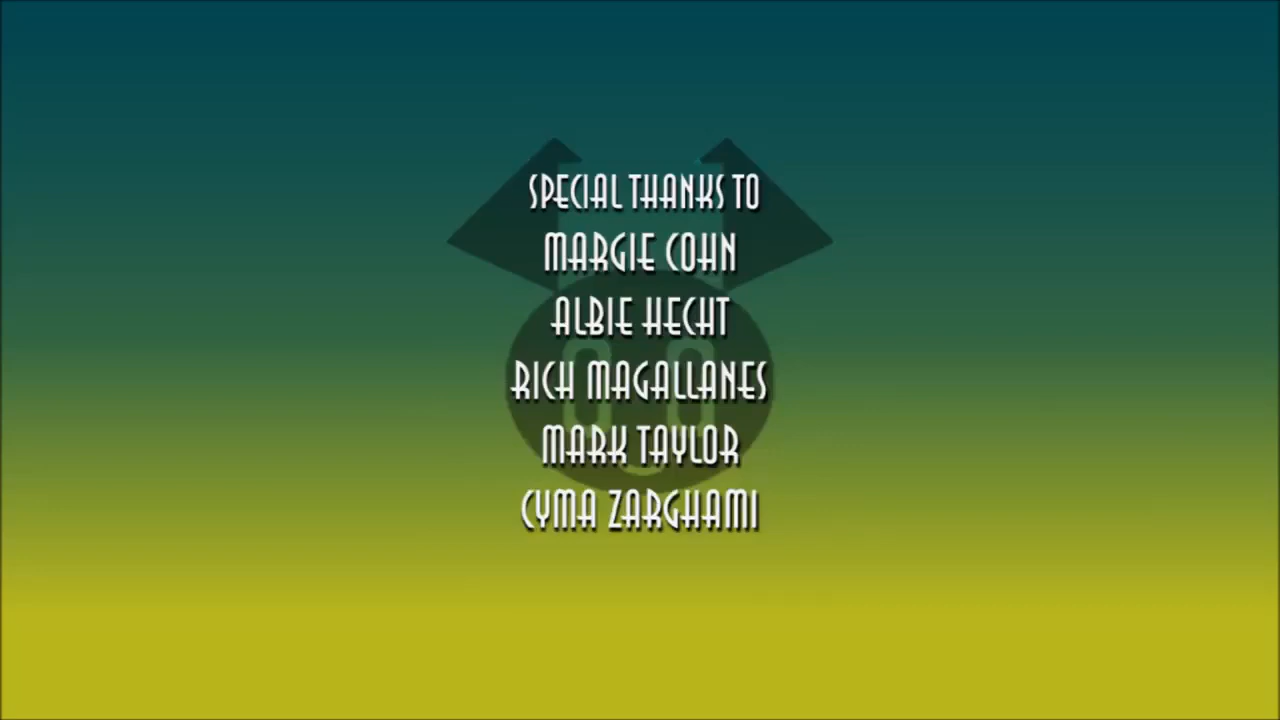 SPECIAL THANKS TO
MARGIE COHN
ALBIE HECHT
RICH MAGALLANES
MARK TAYLOR
CYMA ZARGHAMI